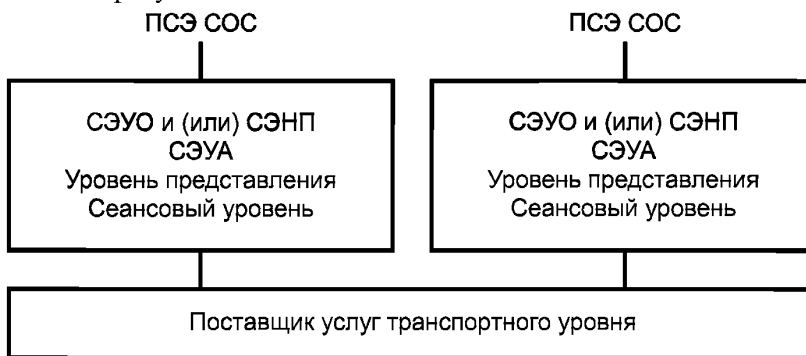 ПСЭ СОС
ПСЭ СОС
СЭУО и (или) СЭНП
СЭУА
Уровень представления
Сеансовый уровень
СЭУО и (или) СЭНП
СЭУА
Уровень представления
Сеансовый уровень
Поставщик услуг транспортного уровня